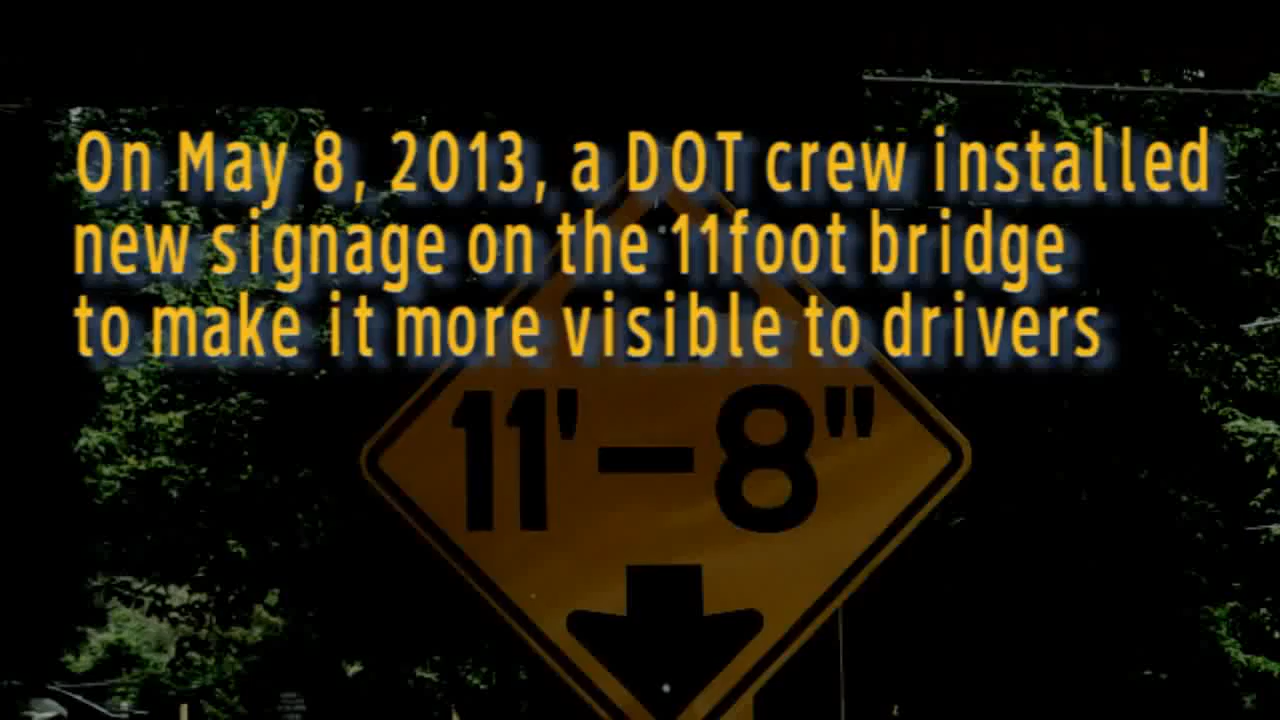 On May 8, 2013, a DOT crew installed
new signage on the 11foot bridge
to make it more visible to drivers
11'-8"